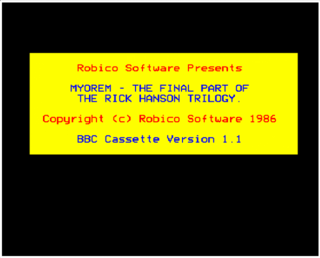 Robico Software Presents
MYOREM - THE FINAL PART OF
THE RICK HANSON TRILOGY.
Copyright (c) Robico Software 1986
BBC Cassette Version 1.1